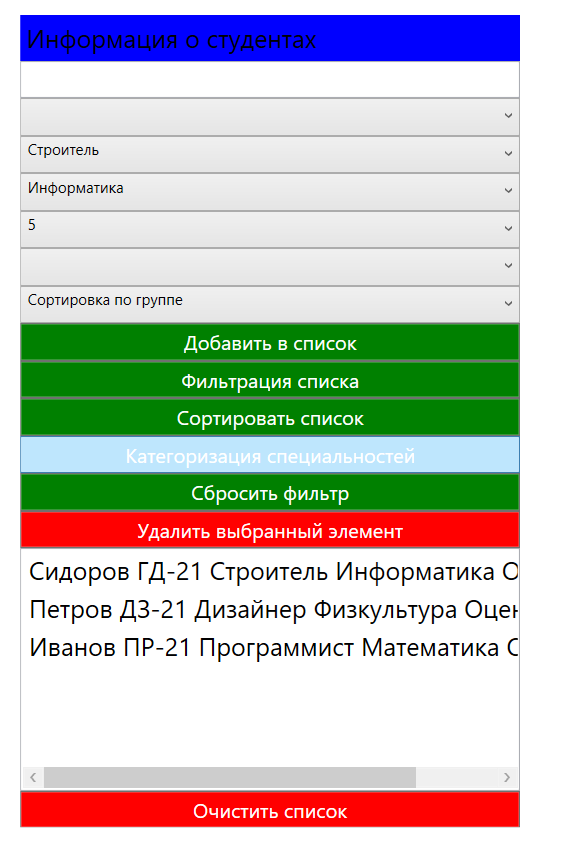 Информация о студентах
Строитель
Информатика
5
Сортировка по группе
Добавить в список
Фильтрация списка
Сортировать список
Категоризация специальностей
Сбросить фильтр
Удалить выбранный элемент
Сидоров ГД-21 Строитель Информатика
Петров ДЗ-21 Дизайнер Физкультура
Иванов ПР-21 Программист Математика
Очистить список